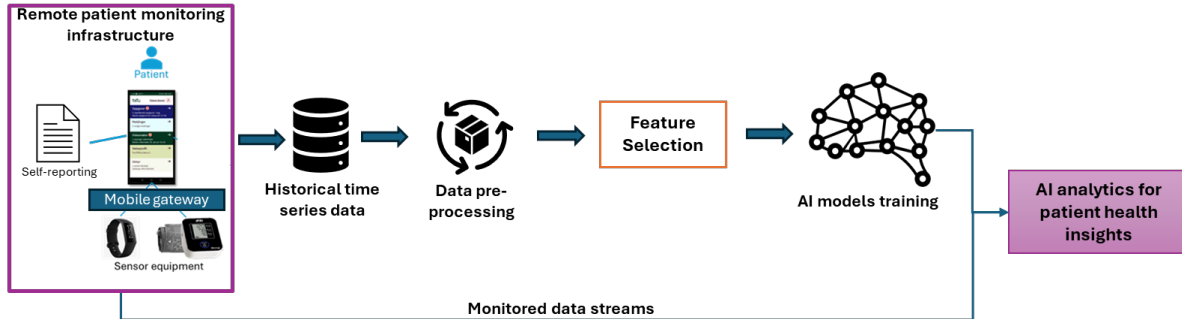 Remote patient monitoring
infrastructure
Patient
Self-reporting
Mobile gateway
Sensor equipment
Historical time
series data
Data pre-
processing
Feature
Selection
AI models training
AI analytics for
patient health
insights
Monitored data streams